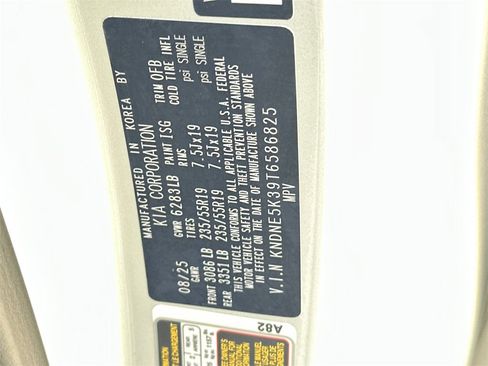 MANUFACTURED IN KOREA BY
KIA CORPORATION
GVWR 6283LB PAINT ISG TRIM OFB
TIRES RIMS COLD TIRE INFL
08/25 GAWR
FRONT 3086 LB 235/55R19 7.5Jx19 psi SINGLE
REAR 3351 LB 235/55R19 7.5Jx19 psi SINGLE
THIS VEHICLE CONFORMS TO ALL APPLICABLE U.S.A. FEDERAL
MOTOR VEHICLE SAFETY AND THEFT PREVENTION STANDARDS
IN EFFECT ON THE DATE OF MANUFACTURE SHOWN ABOVE
V.I.N KNDNE5K39T6586825
MPV
A82